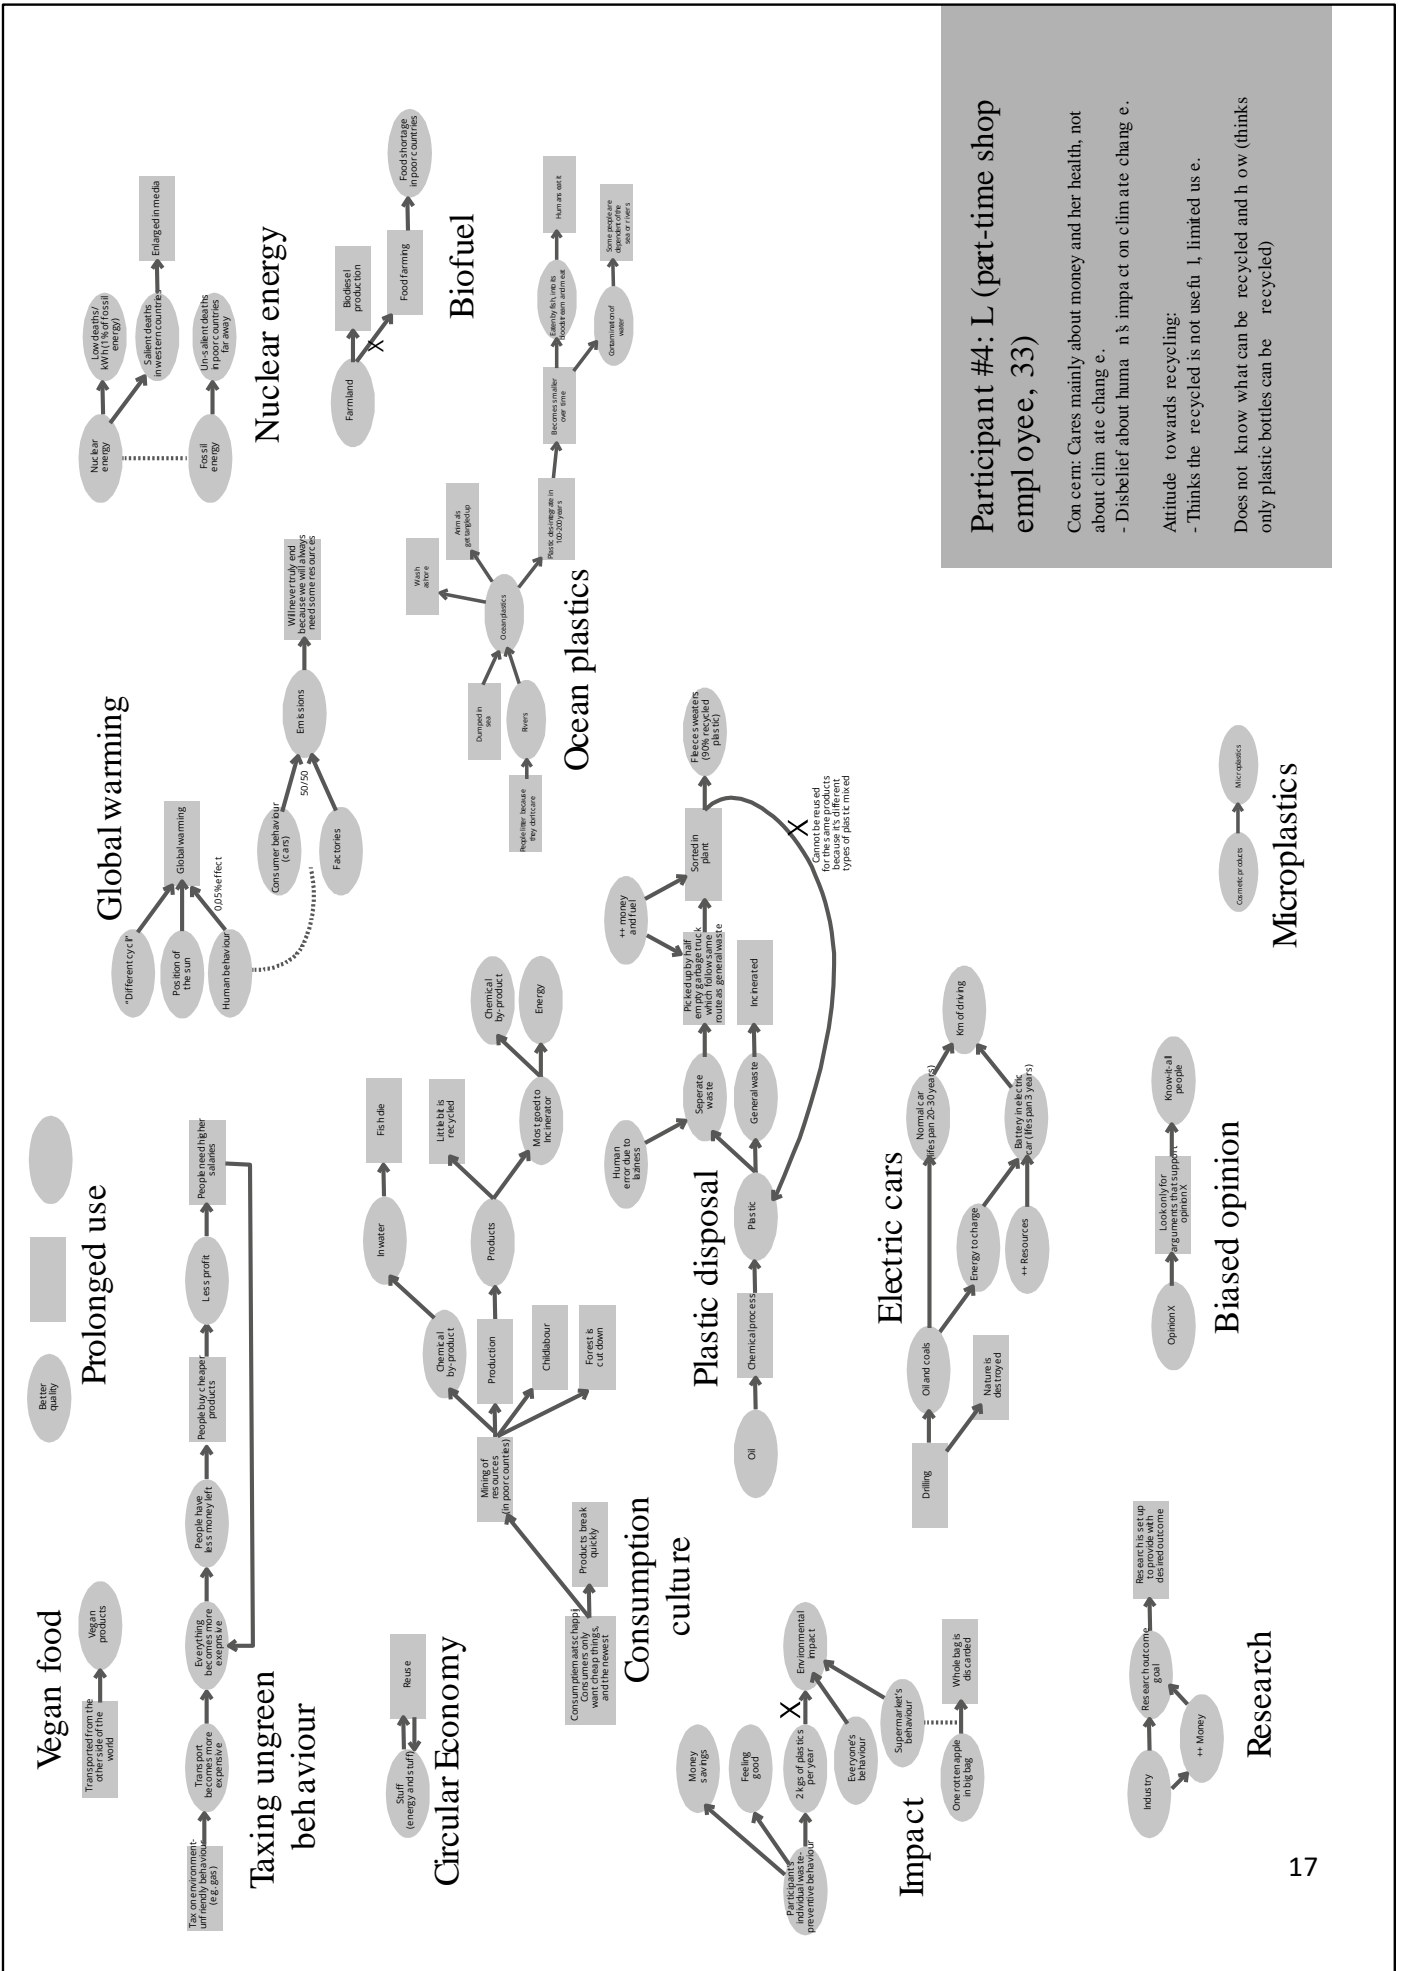 Vegan food
Transported from the
other side of the
world
Vegan
products
Better
quality
Prolonged use
Tax on environment-
unfriendly behaviour
(eg. gas)
Transport
becomes more
expensive
Everything
becomes more
exepnsive
People have
less money left
People buy cheaper
products
Less profit
People need higher
salaries
Taxing ungreen
behaviour
Global warming
"Different cycli"
Position of
the sun
Human behaviour
Global warming
0,05% effect
Consumer behaviour
(cars)
Factories
50/50
Emissions
Will never truly end
because we will always
need some resources
Nuclear
energy
Low deaths/
kWh (1% of fossil
energy)
Salient deaths
in western countries
Enlarged in media
Fossil
energy
Un-salient deaths
in poor countries
far away
Nuclear energy
Farmland
Biodiesel
production
X
Food farming
Food shortage
in poor countries
Biofuel
Stuff
(energy and stuff)
Reuse
Circular Economy
Consumptiemaatschappij
Consumers only
want cheap things,
and the newest
Products break
quickly
Mining of
resources
(in poor counties)
Chemical
by-product
In water
Fish die
Production
Products
Little bit is
recycled
Most goed to
Incinerator
Chemical
by-product
Energy
Childlabour
Forest is
cut down
Consumption
culture
Dumped in
sea
People litter because
they dont care
Rivers
Ocean plastics
Wash
ashore
Animals
get tangled up
Plastic desintegrate in
100-200 years
Becomes smaller
over time
Eaten by fish, into its
bloodstream and meat
Humans eat it
Contamination of
water
Some people are
dependent of the
sea or rivers
Ocean plastics
Participant's
individual waste-
preventive behaviour
Money
savings
Feeling
good
2 kgs of plastics
per year
X
Environmental
impact
Everyone's
behaviour
Supermarket's
behaviour
One rotten apple
in big bag
Whole bag is
discarded
Impact
Plastic disposal
Oil
Chemical process
Plastic
Human
error due to
laziness
Seperate
waste
General waste
Incinerated
Picked up by half
empty garbage truck
which follow same
route as general waste
++ money
and fuel
Sorted in
plant
Fleece sweaters
(90% recycled
plastic)
X
Cannot be reused
for the same products
because it's different
types of plastic mixed
Electric cars
Drilling
Oil and coals
Nature is
destroyed
Energy to charge
++ Resources
Normal car
(lifespan 20-30 years)
Battery in electric
car (lifespan 3 years)
Km of driving
Industry
++ Money
Research outcome
goal
Research is set up
to provide with
desired outcome
Research
Opinion X
Look only for
arguments that support
opinion X
Know-it-all
people
Biased opinion
Cosmetc products
Microplastics
Microplastics
Participant #4: L (part-time shop
employee, 33)
Concern: Cares mainly about money and her health, not
about climate change.
- Disbelief about human's impact on climate change.
Attitude towards recycling:
- Thinks the recycled is not useful, limited use.
Does not know what can be recycled and how (thinks
only plastic bottles can be recycled)
17